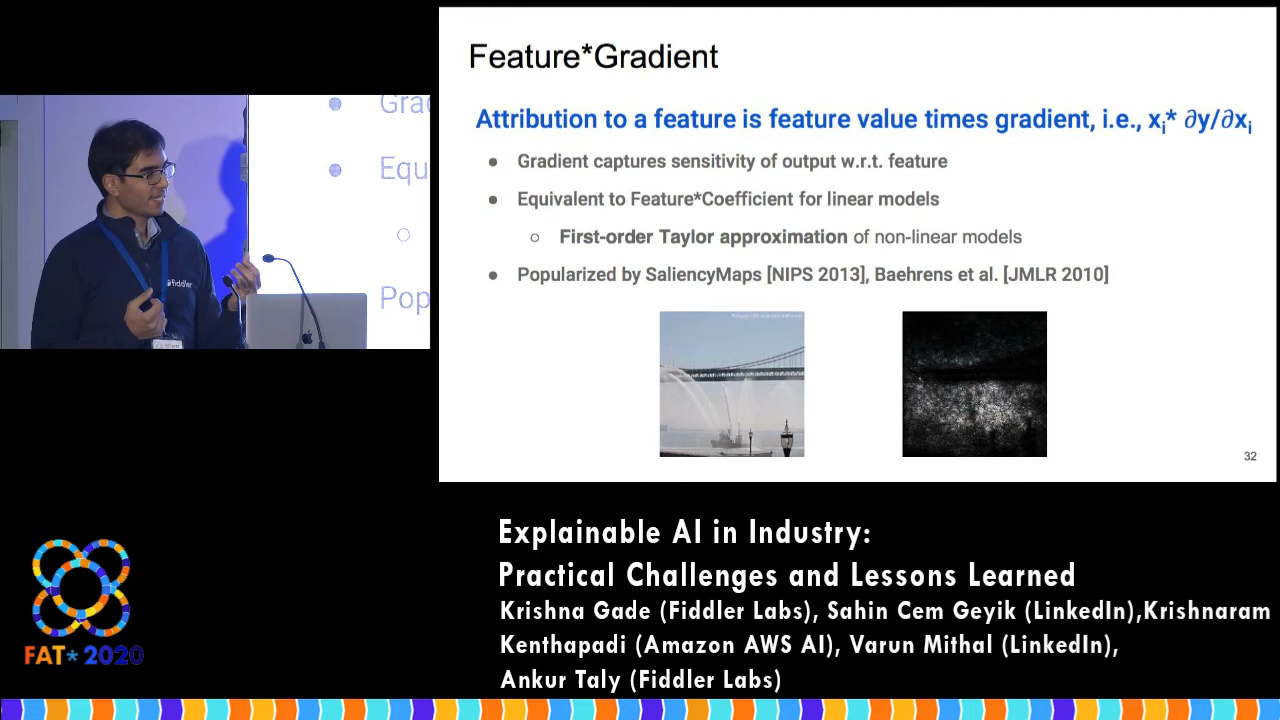 Feature*Gradient
Attribution to a feature is feature value times gradient, i.e., xᵢ* ∂y/∂xᵢ
● Gradient captures sensitivity of output w.r.t. feature
● Equivalent to Feature*Coefficient for linear models
○ First-order Taylor approximation of non-linear models
● Popularized by SaliencyMaps [NIPS 2013], Baehrens et al. [JMLR 2010]
32
● Grad
● Equ
○
Pop
fiddler
Explainable AI in Industry:
Practical Challenges and Lessons Learned
Krishna Gade (Fiddler Labs), Sahin Cem Geyik (LinkedIn),Krishnaram
Kenthapadi (Amazon AWS AI), Varun Mithal (LinkedIn),
Ankur Taly (Fiddler Labs)
FAT* 2020